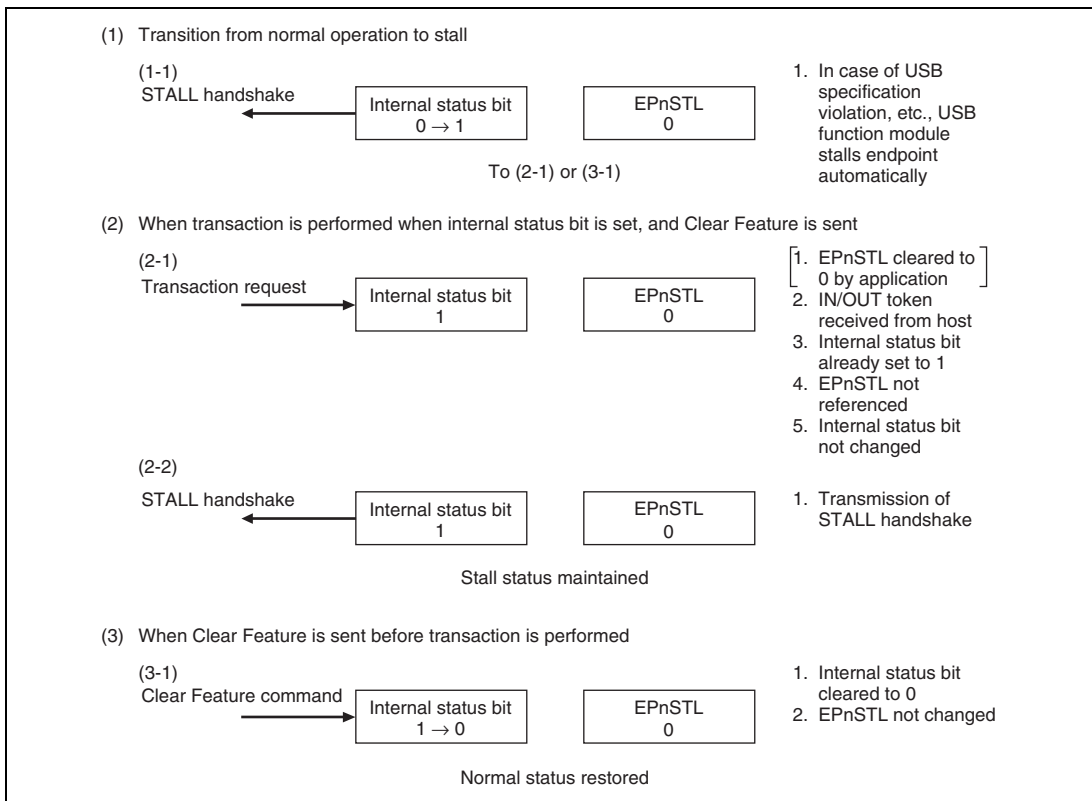 (1) Transition from normal operation to stall
(1-1)
STALL handshake
Internal status bit
0 → 1
EPnSTL
0
To (2-1) or (3-1)
1. In case of USB
specification
violation, etc., USB
function module
stalls endpoint
automatically
(2) When transaction is performed when internal status bit is set, and Clear Feature is sent
(2-1)
Transaction request
Internal status bit
1
EPnSTL
0
1. EPnSTL cleared to
0 by application
2. IN/OUT token
received from host
3. Internal status bit
already set to 1
4. EPnSTL not
referenced
5. Internal status bit
not changed
(2-2)
STALL handshake
Internal status bit
1
EPnSTL
0
1. Transmission of
STALL handshake
Stall status maintained
(3) When Clear Feature is sent before transaction is performed
(3-1)
Clear Feature command
Internal status bit
1 → 0
EPnSTL
0
1. Internal status bit
cleared to 0
2. EPnSTL not changed
Normal status restored